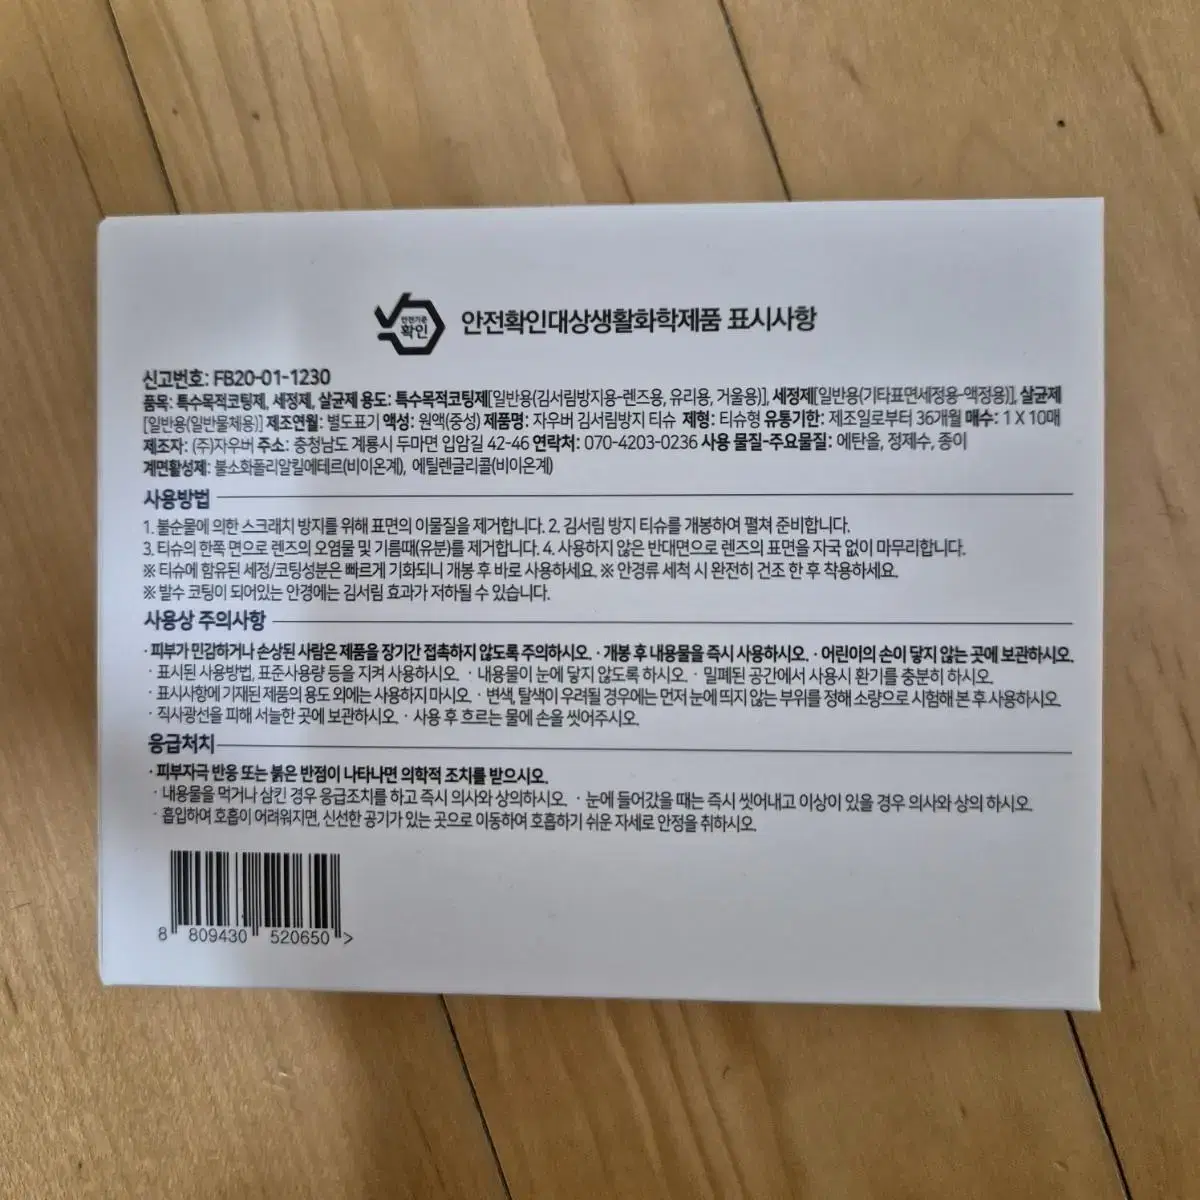 안전기준
확인
안전확인대상생활화학제품 표시사항
신고번호: FB20-01-1230
품목: 특수목적코팅제, 세정제, 살균제 용도: 특수목적코팅제[일반용(김서림방지용-렌즈용, 유리용, 거울용)], 세정제[일반용(기타표면세정용-액정용)], 살균제
[일반용(일반물체용)] 제조연월: 별도표기 액성: 원액(중성) 제품명: 자우버 김서림방지 티슈 제형: 티슈형 유통기한: 제조일로부터 36개월 매수: 1 X 10매
제조자: (주)자우버 주소: 충청남도 계룡시 두마면 입암길 42-46 연락처: 070-4203-0236 사용 물질-주요물질: 에탄올, 정제수, 종이
계면활성제: 불소화폴리알킬에테르(비이온계), 에틸렌글리콜(비이온계)
사용방법
1. 불순물에 의한 스크래치 방지를 위해 표면의 이물질을 제거합니다. 2. 김서림 방지 티슈를 개봉하여 펼쳐 준비합니다.
3. 티슈의 한쪽 면으로 렌즈의 오염물 및 기름때(유분)를 제거합니다. 4. 사용하지 않은 반대면으로 렌즈의 표면을 자국 없이 마무리합니다.
※ 티슈에 함유된 세정/코팅성분은 빠르게 기화되니 개봉 후 바로 사용하세요. ※ 안경류 세척 시 완전히 건조 한 후 착용하세요.
※ 발수 코팅이 되어있는 안경에는 김서림 효과가 저하될 수 있습니다.
사용상 주의사항
· 피부가 민감하거나 손상된 사람은 제품을 장기간 접촉하지 않도록 주의하시오. · 개봉 후 내용물을 즉시 사용하시오. · 어린이의 손이 닿지 않는 곳에 보관하시오.
· 표시된 사용방법, 표준사용량 등을 지켜 사용하시오. · 내용물이 눈에 닿지 않도록 하시오. · 밀폐된 공간에서 사용시 환기를 충분히 하시오.
· 표시사항에 기재된 제품의 용도 외에는 사용하지 마시오. · 변색, 탈색이 우려될 경우에는 먼저 눈에 띄지 않는 부위를 정해 소량으로 시험해 본 후 사용하시오.
· 직사광선을 피해 서늘한 곳에 보관하시오. · 사용 후 흐르는 물에 손을 씻어주시오.
응급처치
· 피부자극 반응 또는 붉은 반점이 나타나면 의학적 조치를 받으시오.
· 내용물을 먹거나 삼킨 경우 응급조치를 하고 즉시 의사와 상의하시오. · 눈에 들어갔을 때는 즉시 씻어내고 이상이 있을 경우 의사와 상의 하시오.
· 흡입하여 호흡이 어려워지면, 신선한 공기가 있는 곳으로 이동하여 호흡하기 쉬운 자세로 안정을 취하시오.
8 809430 520650 >